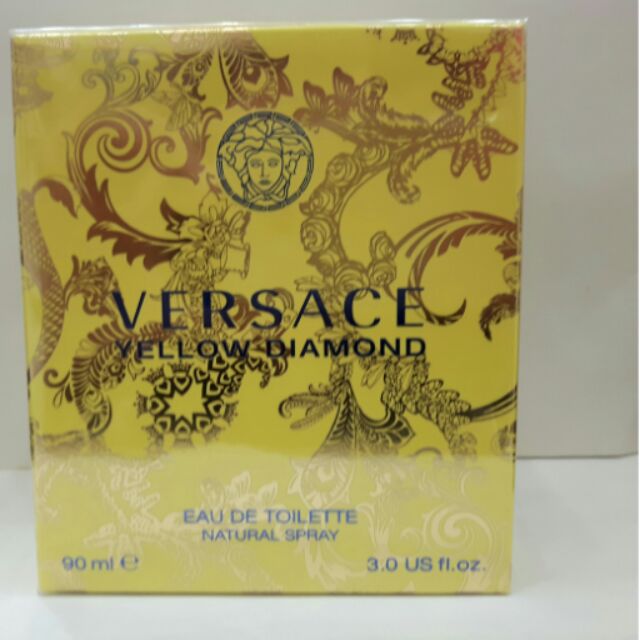 VERSACE
YELLOW DIAMOND
EAU DE TOILETTE
NATURAL SPRAY
90 ml ℮ 3.0 US fl.oz.